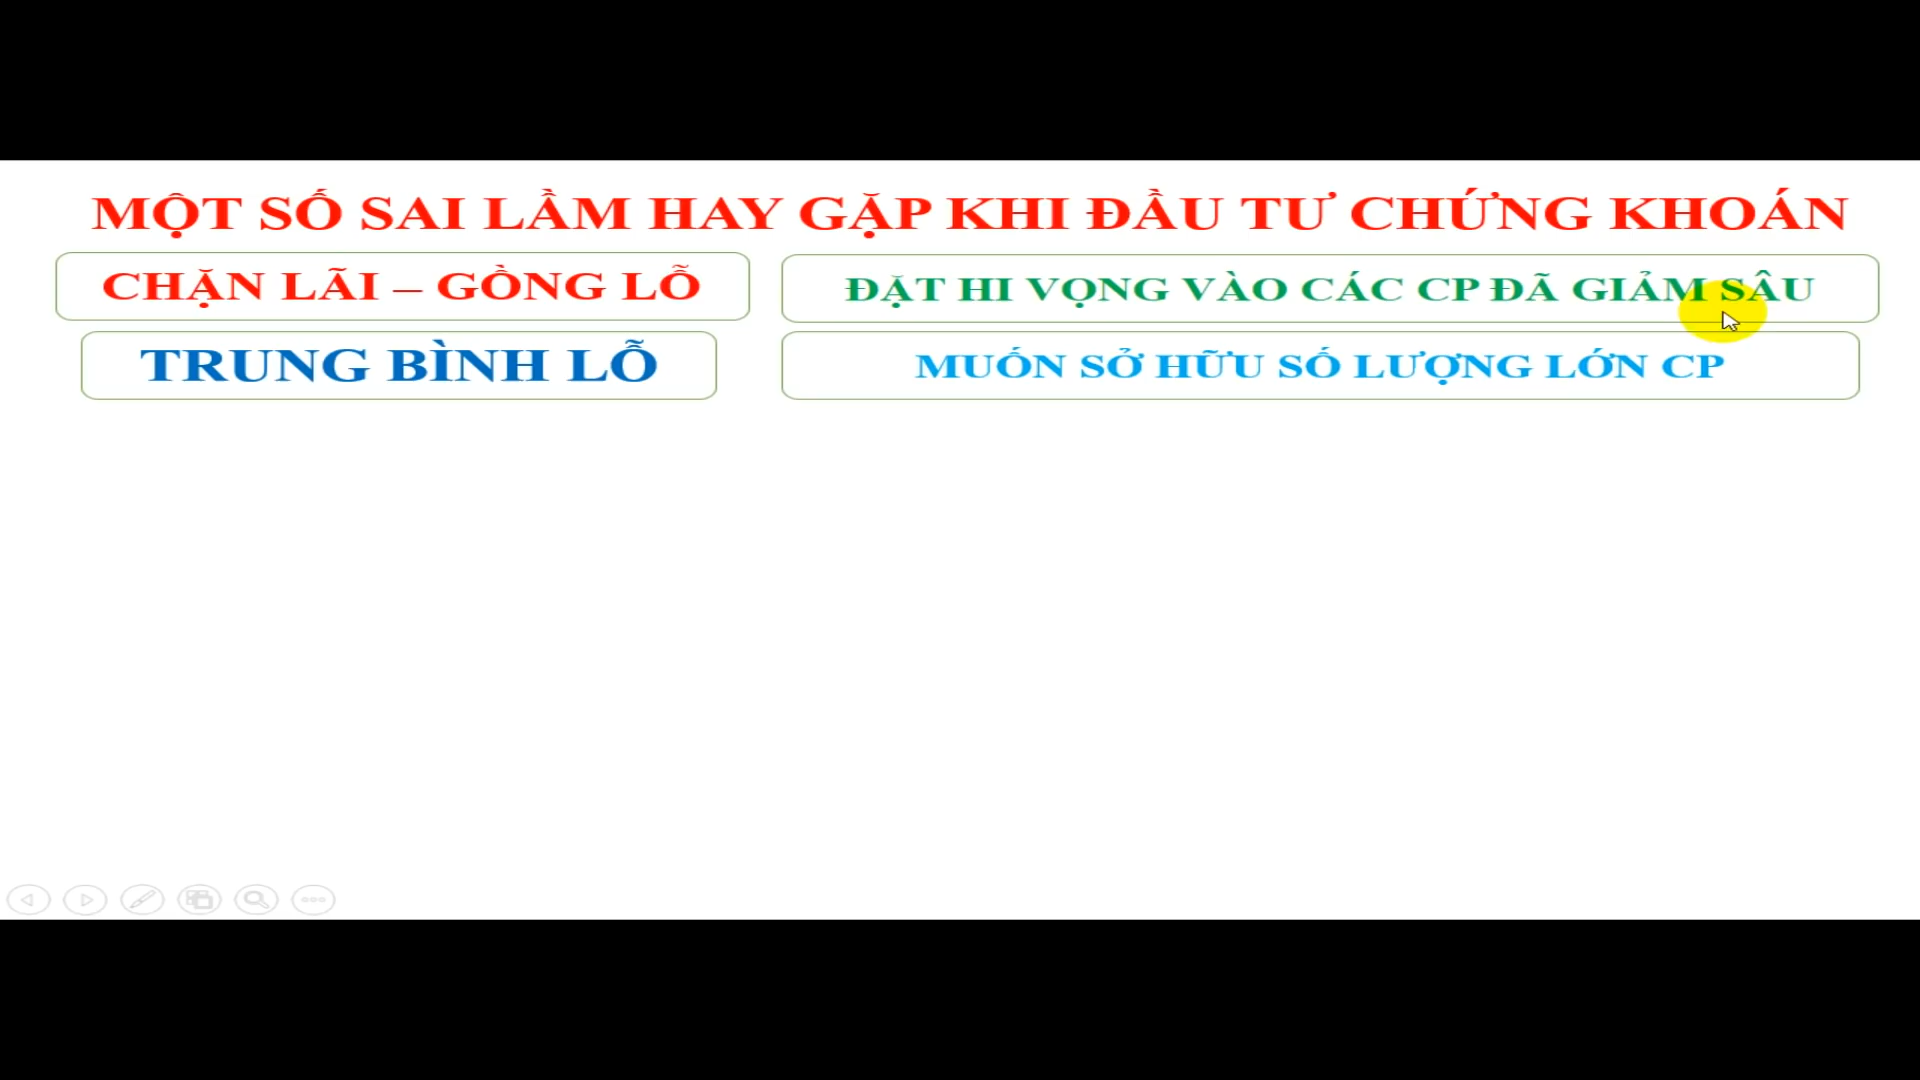 MỘT SỐ SAI LẦM HAY GẶP KHI ĐẦU TƯ CHỨNG KHOÁN
CHẶN LÃI – GỒNG LỖ
ĐẶT HI VỌNG VÀO CÁC CP ĐÃ GIẢM SÂU
TRUNG BÌNH LỖ
MUỐN SỞ HỮU SỐ LƯỢNG LỚN CP